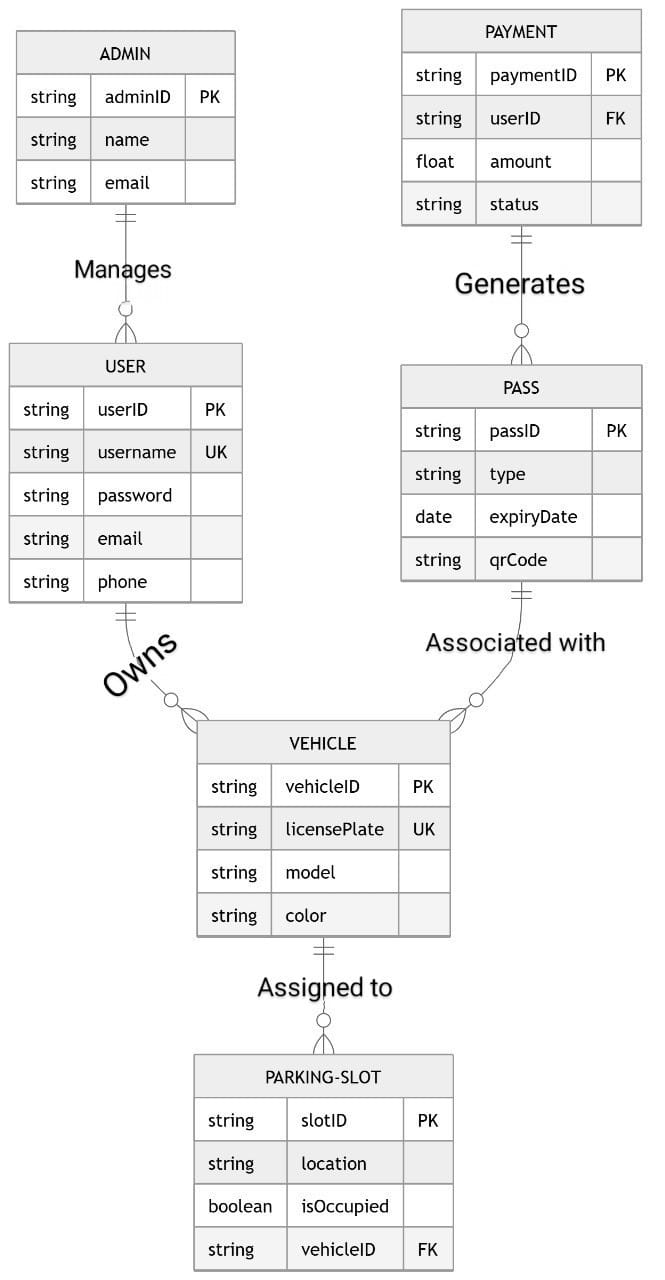 ADMIN
string adminID PK
string name
string email
Manages
USER
string userID PK
string username UK
string password
string email
string phone
Owns
PAYMENT
string paymentID PK
string userID FK
float amount
string status
Generates
PASS
string passID PK
string type
date expiryDate
string qrCode
Associated with
VEHICLE
string vehicleID PK
string licensePlate UK
string model
string color
Assigned to
PARKING-SLOT
string slotID PK
string location
boolean isOccupied
string vehicleID FK